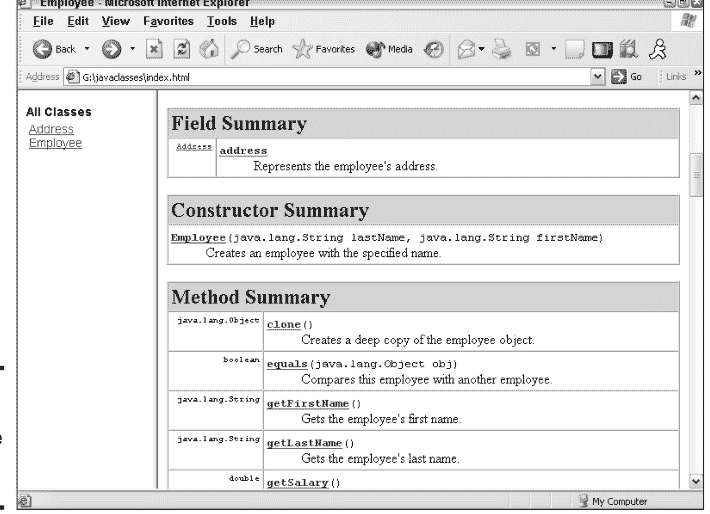 Employee - Microsoft Internet Explorer
File Edit View Favorites Tools Help
Back Search Favorites Media
Address G:\javaclasses\index.html Go Links »
All Classes
Address
Employee
Field Summary
Address address
Represents the employee's address.
Constructor Summary
Employee(java.lang.String lastName, java.lang.String firstName)
Creates an employee with the specified name.
Method Summary
java.lang.Object clone()
Creates a deep copy of the employee object.
boolean equals(java.lang.Object obj)
Compares this employee with another employee.
java.lang.String getFirstName()
Gets the employee's first name.
java.lang.String getLastName()
Gets the employee's last name.
double getSalary()
My Computer